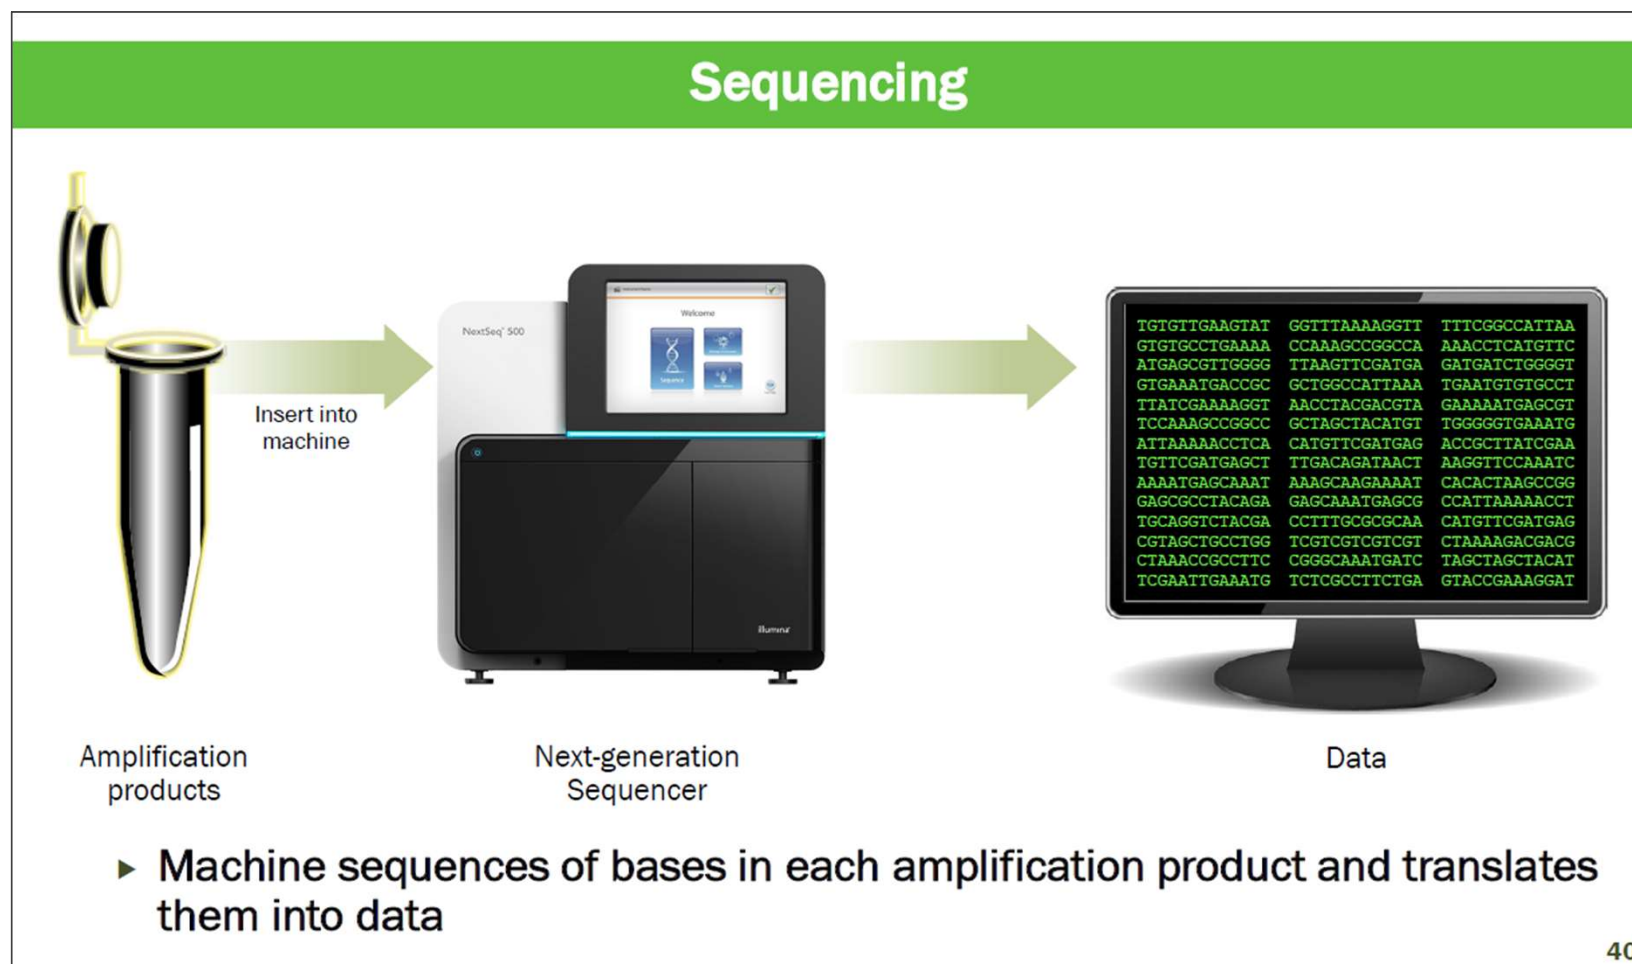 Sequencing
NextSeq® 500
Welcome
Sequence
Insert into
machine
illumina®
TGTGTTGAAGTAT GGTTTAAAAGGTT TTTCGGCCATTAA
GTGTGCCTGAAAA CCAAAGCCGGCCA AAACCTCATGTTC
ATGAGCGTTGGGG TTAAGTTCGATGA GATGATCTGGGGT
GTGAAATGACCGC GCTGGCCATTAAA TGAATGTGTGCCT
TTATCGAAAAGGT AACCTACGACGTA GAAAAATGAGCGT
TCCAAAGCCGGCC GCTAGCTACATGT TGGGGGTGAAATG
ATTAAAAACCTCA CATGTTCGATGAG ACCGCTTATCGAA
TGTTCGATGAGCT TTGACAGATAACT AAGGTTCCAAATC
AAAATGAGCAAAT AAAGCAAGAAAAT CACACTAAGCCGG
GAGCGCCTACAGA GAGCAAATGAGCG CCATTAAAAACCT
TGCAGGTCTACGA CCTTTGCGCGCAA CATGTTCGATGAG
CGTAGCTGCCTGG TCGTCGTCGTCGT CTAAAAGACGACG
CTAAACCGCCTTC CGGGCAAATGATC TAGCTAGCTACAT
TCGAATTGAAATG TCTCGCCTTCTGA GTACCGAAAGGAT
Amplification
products
Next-generation
Sequencer
Data
▸ Machine sequences of bases in each amplification product and translates
them into data
40